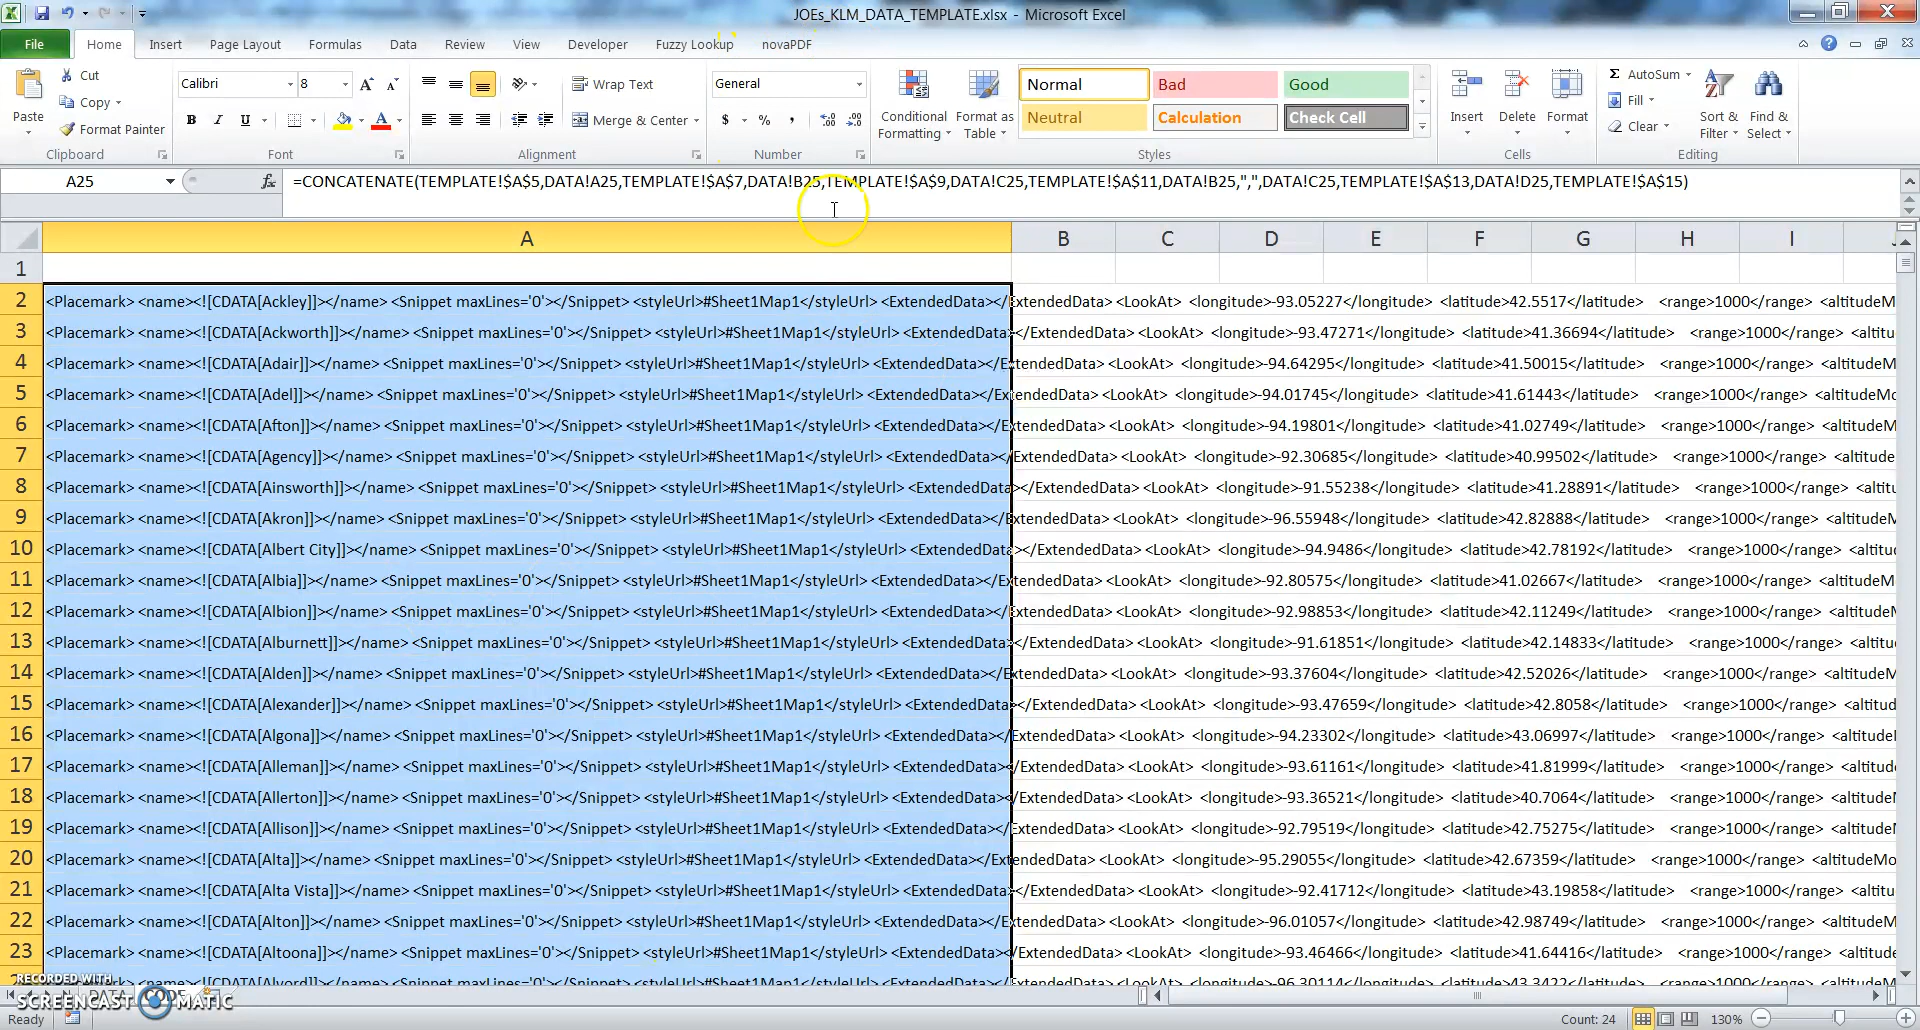 JOEs_KLM_DATA_TEMPLATE.xlsx - Microsoft Excel
File Home Insert Page Layout Formulas Data Review View Developer Fuzzy Lookup novaPDF
Paste
Cut
Copy
Format Painter
Clipboard
Calibri 8
B I U A
Font
Wrap Text
Merge & Center
Alignment
General
$ % ,
Number
Conditional Formatting
Format as Table
Normal Bad Good
Neutral Calculation Check Cell
Styles
Insert Delete Format
Cells
Σ AutoSum
Fill
Clear
Sort & Filter
Find & Select
Editing
A25 fx =CONCATENATE(TEMPLATE!$A$5,DATA!A25,TEMPLATE!$A$7,DATA!B25,TEMPLATE!$A$9,DATA!C25,TEMPLATE!$A$11,DATA!B25,",",DATA!C25,TEMPLATE!$A$13,DATA!D25,TEMPLATE!$A$15)
A B C D E F G H I
1
2 <Placemark> <name><![CDATA[Ackley]]></name> <Snippet maxLines='0'></Snippet> <styleUrl>#Sheet1Map1</styleUrl> <ExtendedData></ExtendedData> <LookAt> <longitude>-93.05227</longitude> <latitude>42.5517</latitude> <range>1000</range> <altitudeM
3 <Placemark> <name><![CDATA[Ackworth]]></name> <Snippet maxLines='0'></Snippet> <styleUrl>#Sheet1Map1</styleUrl> <ExtendedData></ExtendedData> <LookAt> <longitude>-93.47271</longitude> <latitude>41.36694</latitude> <range>1000</range> <altit
4 <Placemark> <name><![CDATA[Adair]]></name> <Snippet maxLines='0'></Snippet> <styleUrl>#Sheet1Map1</styleUrl> <ExtendedData></ExtendedData> <LookAt> <longitude>-94.64295</longitude> <latitude>41.50015</latitude> <range>1000</range> <altitudeM
5 <Placemark> <name><![CDATA[Adel]]></name> <Snippet maxLines='0'></Snippet> <styleUrl>#Sheet1Map1</styleUrl> <ExtendedData></ExtendedData> <LookAt> <longitude>-94.01745</longitude> <latitude>41.61443</latitude> <range>1000</range> <altitudeMo
6 <Placemark> <name><![CDATA[Afton]]></name> <Snippet maxLines='0'></Snippet> <styleUrl>#Sheet1Map1</styleUrl> <ExtendedData></ExtendedData> <LookAt> <longitude>-94.19801</longitude> <latitude>41.02749</latitude> <range>1000</range> <altitudeM
7 <Placemark> <name><![CDATA[Agency]]></name> <Snippet maxLines='0'></Snippet> <styleUrl>#Sheet1Map1</styleUrl> <ExtendedData></ExtendedData> <LookAt> <longitude>-92.30685</longitude> <latitude>40.99502</latitude> <range>1000</range> <altitud
8 <Placemark> <name><![CDATA[Ainsworth]]></name> <Snippet maxLines='0'></Snippet> <styleUrl>#Sheet1Map1</styleUrl> <ExtendedData></ExtendedData> <LookAt> <longitude>-91.55238</longitude> <latitude>41.28891</latitude> <range>1000</range> <altit
9 <Placemark> <name><![CDATA[Akron]]></name> <Snippet maxLines='0'></Snippet> <styleUrl>#Sheet1Map1</styleUrl> <ExtendedData></ExtendedData> <LookAt> <longitude>-96.55948</longitude> <latitude>42.82888</latitude> <range>1000</range> <altitudeM
10 <Placemark> <name><![CDATA[Albert City]]></name> <Snippet maxLines='0'></Snippet> <styleUrl>#Sheet1Map1</styleUrl> <ExtendedData></ExtendedData> <LookAt> <longitude>-94.9486</longitude> <latitude>42.78192</latitude> <range>1000</range> <altitu
11 <Placemark> <name><![CDATA[Albia]]></name> <Snippet maxLines='0'></Snippet> <styleUrl>#Sheet1Map1</styleUrl> <ExtendedData></ExtendedData> <LookAt> <longitude>-92.80575</longitude> <latitude>41.02667</latitude> <range>1000</range> <altitudeM
12 <Placemark> <name><![CDATA[Albion]]></name> <Snippet maxLines='0'></Snippet> <styleUrl>#Sheet1Map1</styleUrl> <ExtendedData></ExtendedData> <LookAt> <longitude>-92.98853</longitude> <latitude>42.11249</latitude> <range>1000</range> <altitude
13 <Placemark> <name><![CDATA[Alburnett]]></name> <Snippet maxLines='0'></Snippet> <styleUrl>#Sheet1Map1</styleUrl> <ExtendedData></ExtendedData> <LookAt> <longitude>-91.61851</longitude> <latitude>42.14833</latitude> <range>1000</range> <altit
14 <Placemark> <name><![CDATA[Alden]]></name> <Snippet maxLines='0'></Snippet> <styleUrl>#Sheet1Map1</styleUrl> <ExtendedData></ExtendedData> <LookAt> <longitude>-93.37604</longitude> <latitude>42.52026</latitude> <range>1000</range> <altitudeM
15 <Placemark> <name><![CDATA[Alexander]]></name> <Snippet maxLines='0'></Snippet> <styleUrl>#Sheet1Map1</styleUrl> <ExtendedData></ExtendedData> <LookAt> <longitude>-93.47659</longitude> <latitude>42.8058</latitude> <range>1000</range> <altitu
16 <Placemark> <name><![CDATA[Algona]]></name> <Snippet maxLines='0'></Snippet> <styleUrl>#Sheet1Map1</styleUrl> <ExtendedData></ExtendedData> <LookAt> <longitude>-94.23302</longitude> <latitude>43.06997</latitude> <range>1000</range> <altitud
17 <Placemark> <name><![CDATA[Alleman]]></name> <Snippet maxLines='0'></Snippet> <styleUrl>#Sheet1Map1</styleUrl> <ExtendedData></ExtendedData> <LookAt> <longitude>-93.61161</longitude> <latitude>41.81999</latitude> <range>1000</range> <altitu
18 <Placemark> <name><![CDATA[Allerton]]></name> <Snippet maxLines='0'></Snippet> <styleUrl>#Sheet1Map1</styleUrl> <ExtendedData></ExtendedData> <LookAt> <longitude>-93.36521</longitude> <latitude>40.7064</latitude> <range>1000</range> <altitud
19 <Placemark> <name><![CDATA[Allison]]></name> <Snippet maxLines='0'></Snippet> <styleUrl>#Sheet1Map1</styleUrl> <ExtendedData></ExtendedData> <LookAt> <longitude>-92.79519</longitude> <latitude>42.75275</latitude> <range>1000</range> <altitude
20 <Placemark> <name><![CDATA[Alta]]></name> <Snippet maxLines='0'></Snippet> <styleUrl>#Sheet1Map1</styleUrl> <ExtendedData></ExtendedData> <LookAt> <longitude>-95.29055</longitude> <latitude>42.67359</latitude> <range>1000</range> <altitudeMo
21 <Placemark> <name><![CDATA[Alta Vista]]></name> <Snippet maxLines='0'></Snippet> <styleUrl>#Sheet1Map1</styleUrl> <ExtendedData></ExtendedData> <LookAt> <longitude>-92.41712</longitude> <latitude>43.19858</latitude> <range>1000</range> <altitu
22 <Placemark> <name><![CDATA[Alton]]></name> <Snippet maxLines='0'></Snippet> <styleUrl>#Sheet1Map1</styleUrl> <ExtendedData></ExtendedData> <LookAt> <longitude>-96.01057</longitude> <latitude>42.98749</latitude> <range>1000</range> <altitudeM
23 <Placemark> <name><![CDATA[Altoona]]></name> <Snippet maxLines='0'></Snippet> <styleUrl>#Sheet1Map1</styleUrl> <ExtendedData></ExtendedData> <LookAt> <longitude>-93.46466</longitude> <latitude>41.64416</latitude> <range>1000</range> <altitud
RECORDED WITH
SCREENCAST MATIC
Ready Count: 24 130%